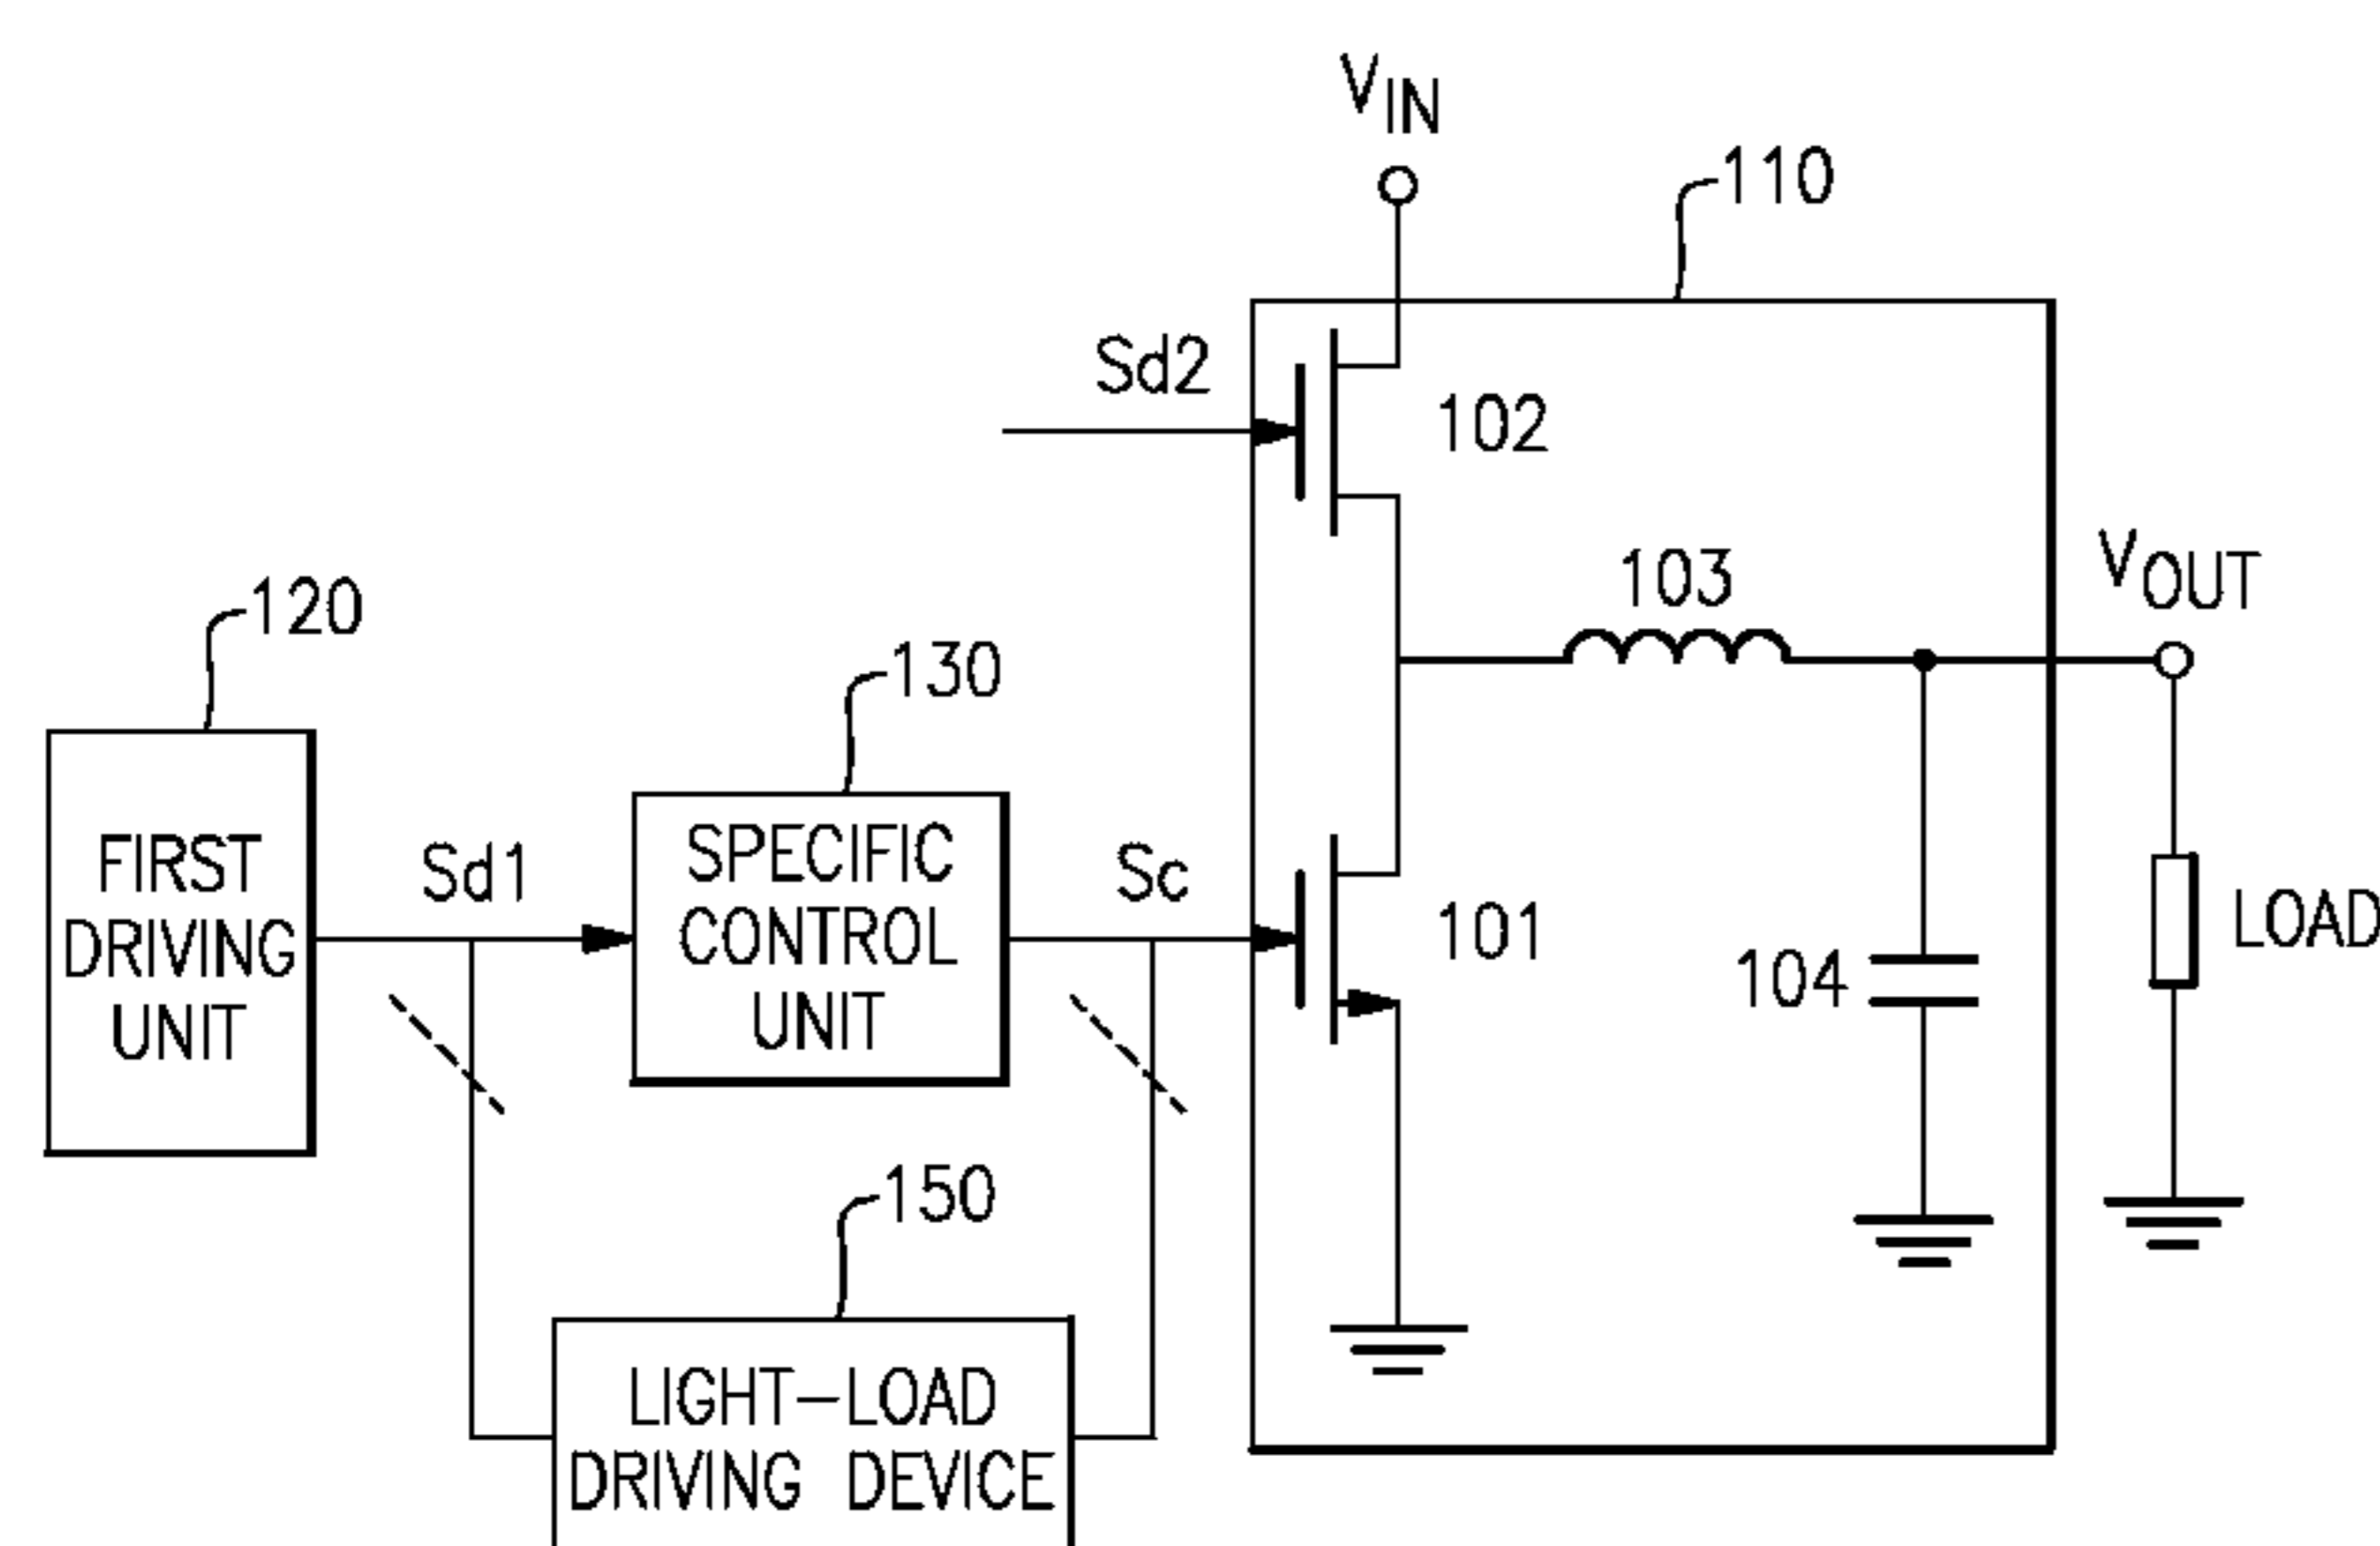 VIN
110
Sd2
102
103
VOUT
120
130
FIRST
DRIVING
UNIT
Sd1
SPECIFIC
CONTROL
UNIT
Sc
101
104
LOAD
150
LIGHT-LOAD
DRIVING DEVICE